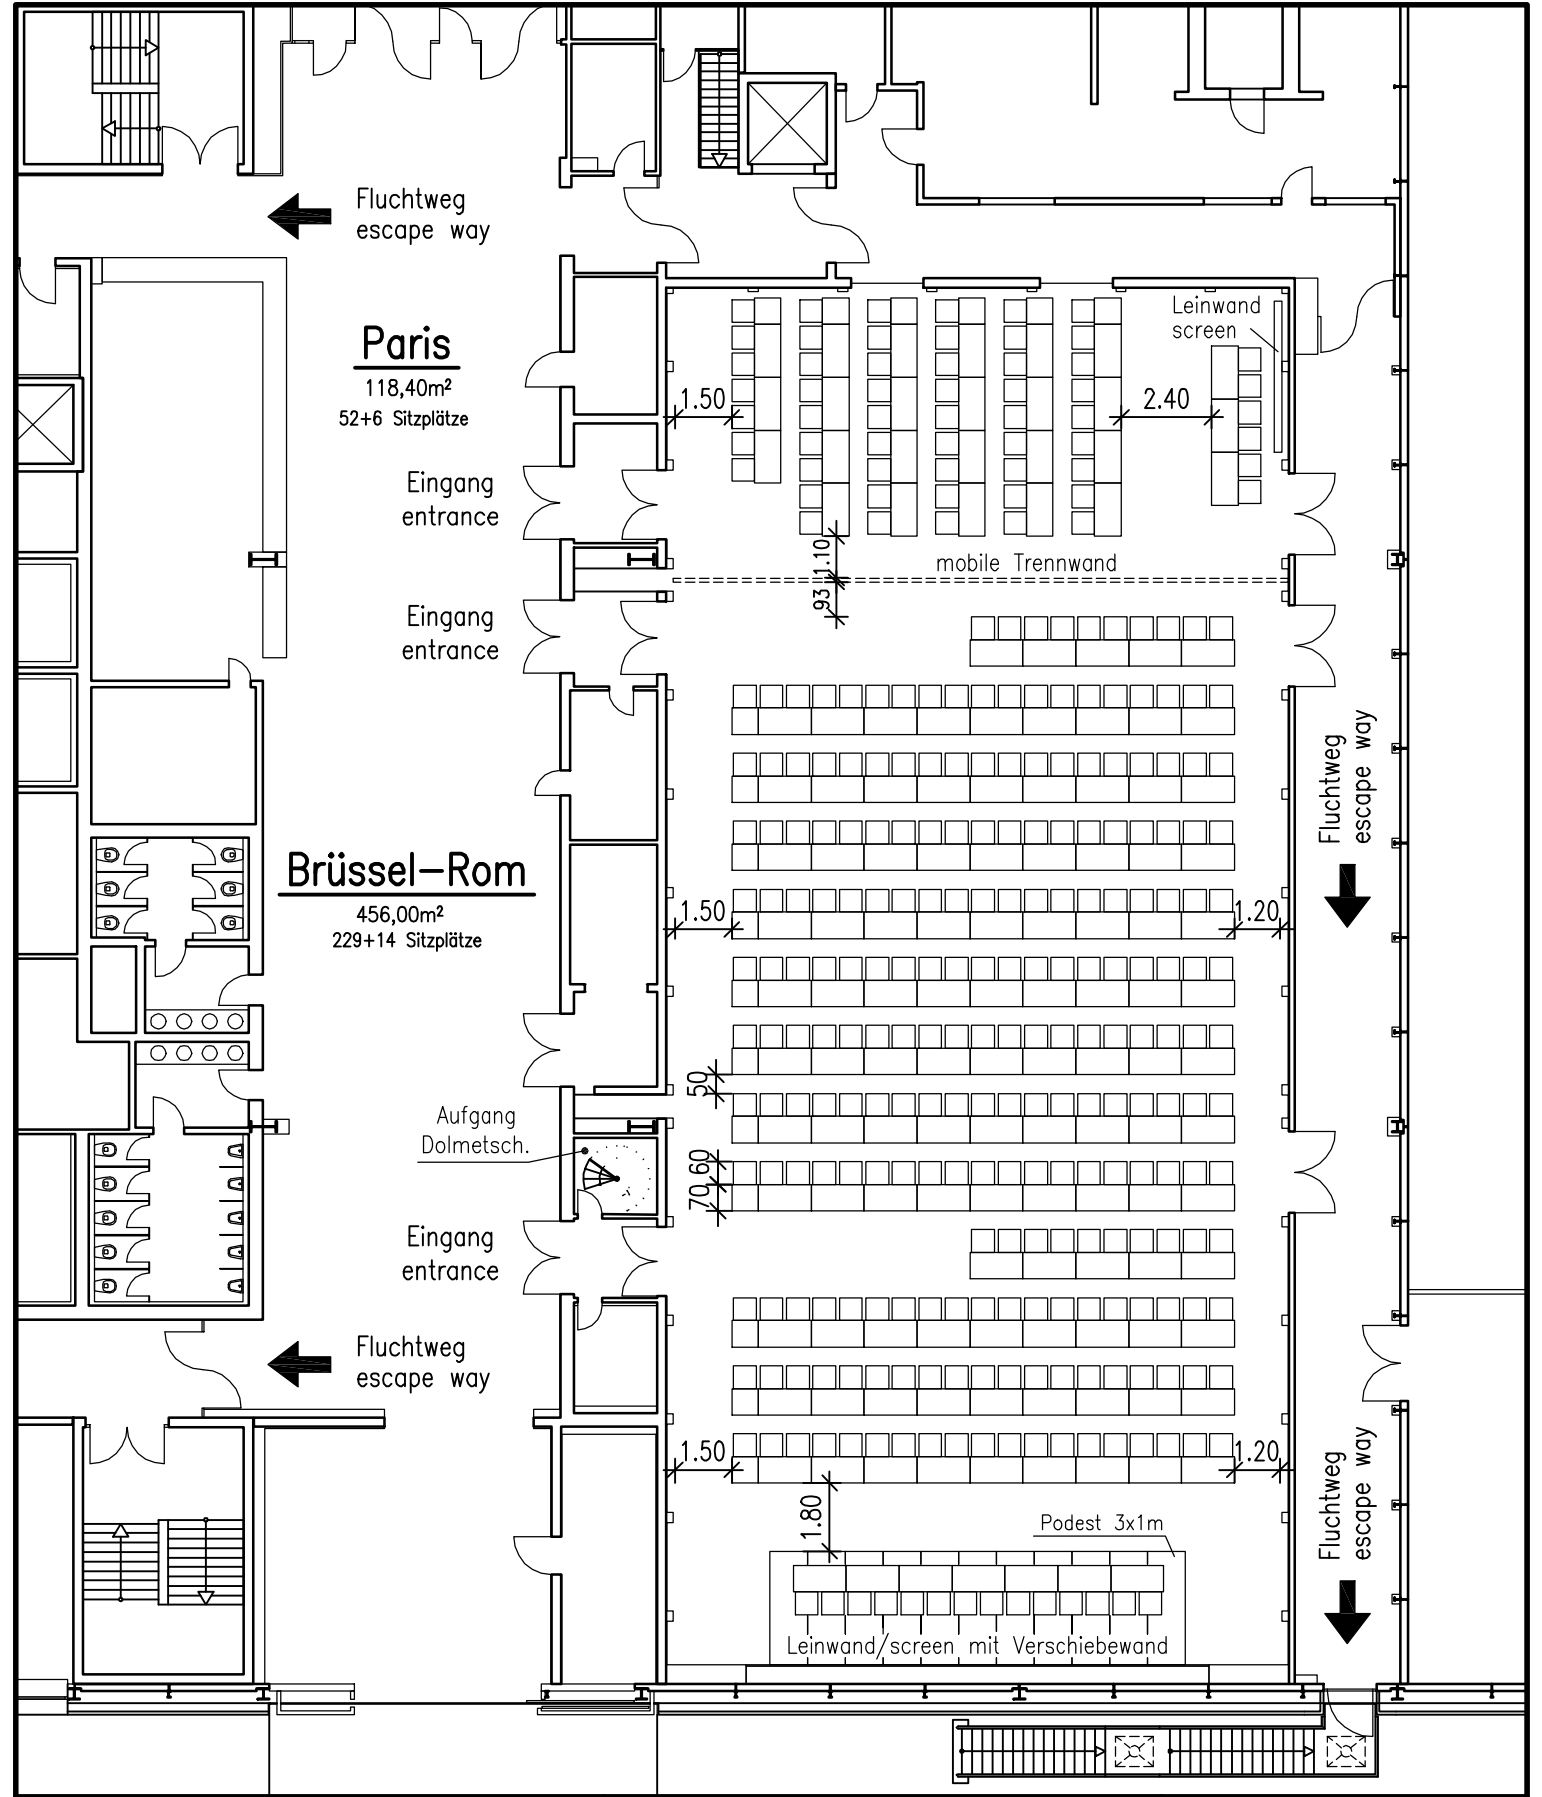 Fluchtweg
escape way
Paris
118,40m²
52+6 Sitzplätze
Leinwand
screen
1.50
2.40
Eingang
entrance
1.10
mobile Trennwand
93
Eingang
entrance
Fluchtweg
escape way
Brüssel-Rom
456,00m²
229+14 Sitzplätze
1.50
1.20
50
Aufgang
Dolmetsch.
60
70
Eingang
entrance
Fluchtweg
escape way
1.50
1.20
Fluchtweg
escape way
1.80
Podest 3x1m
Leinwand/screen mit Verschiebewand